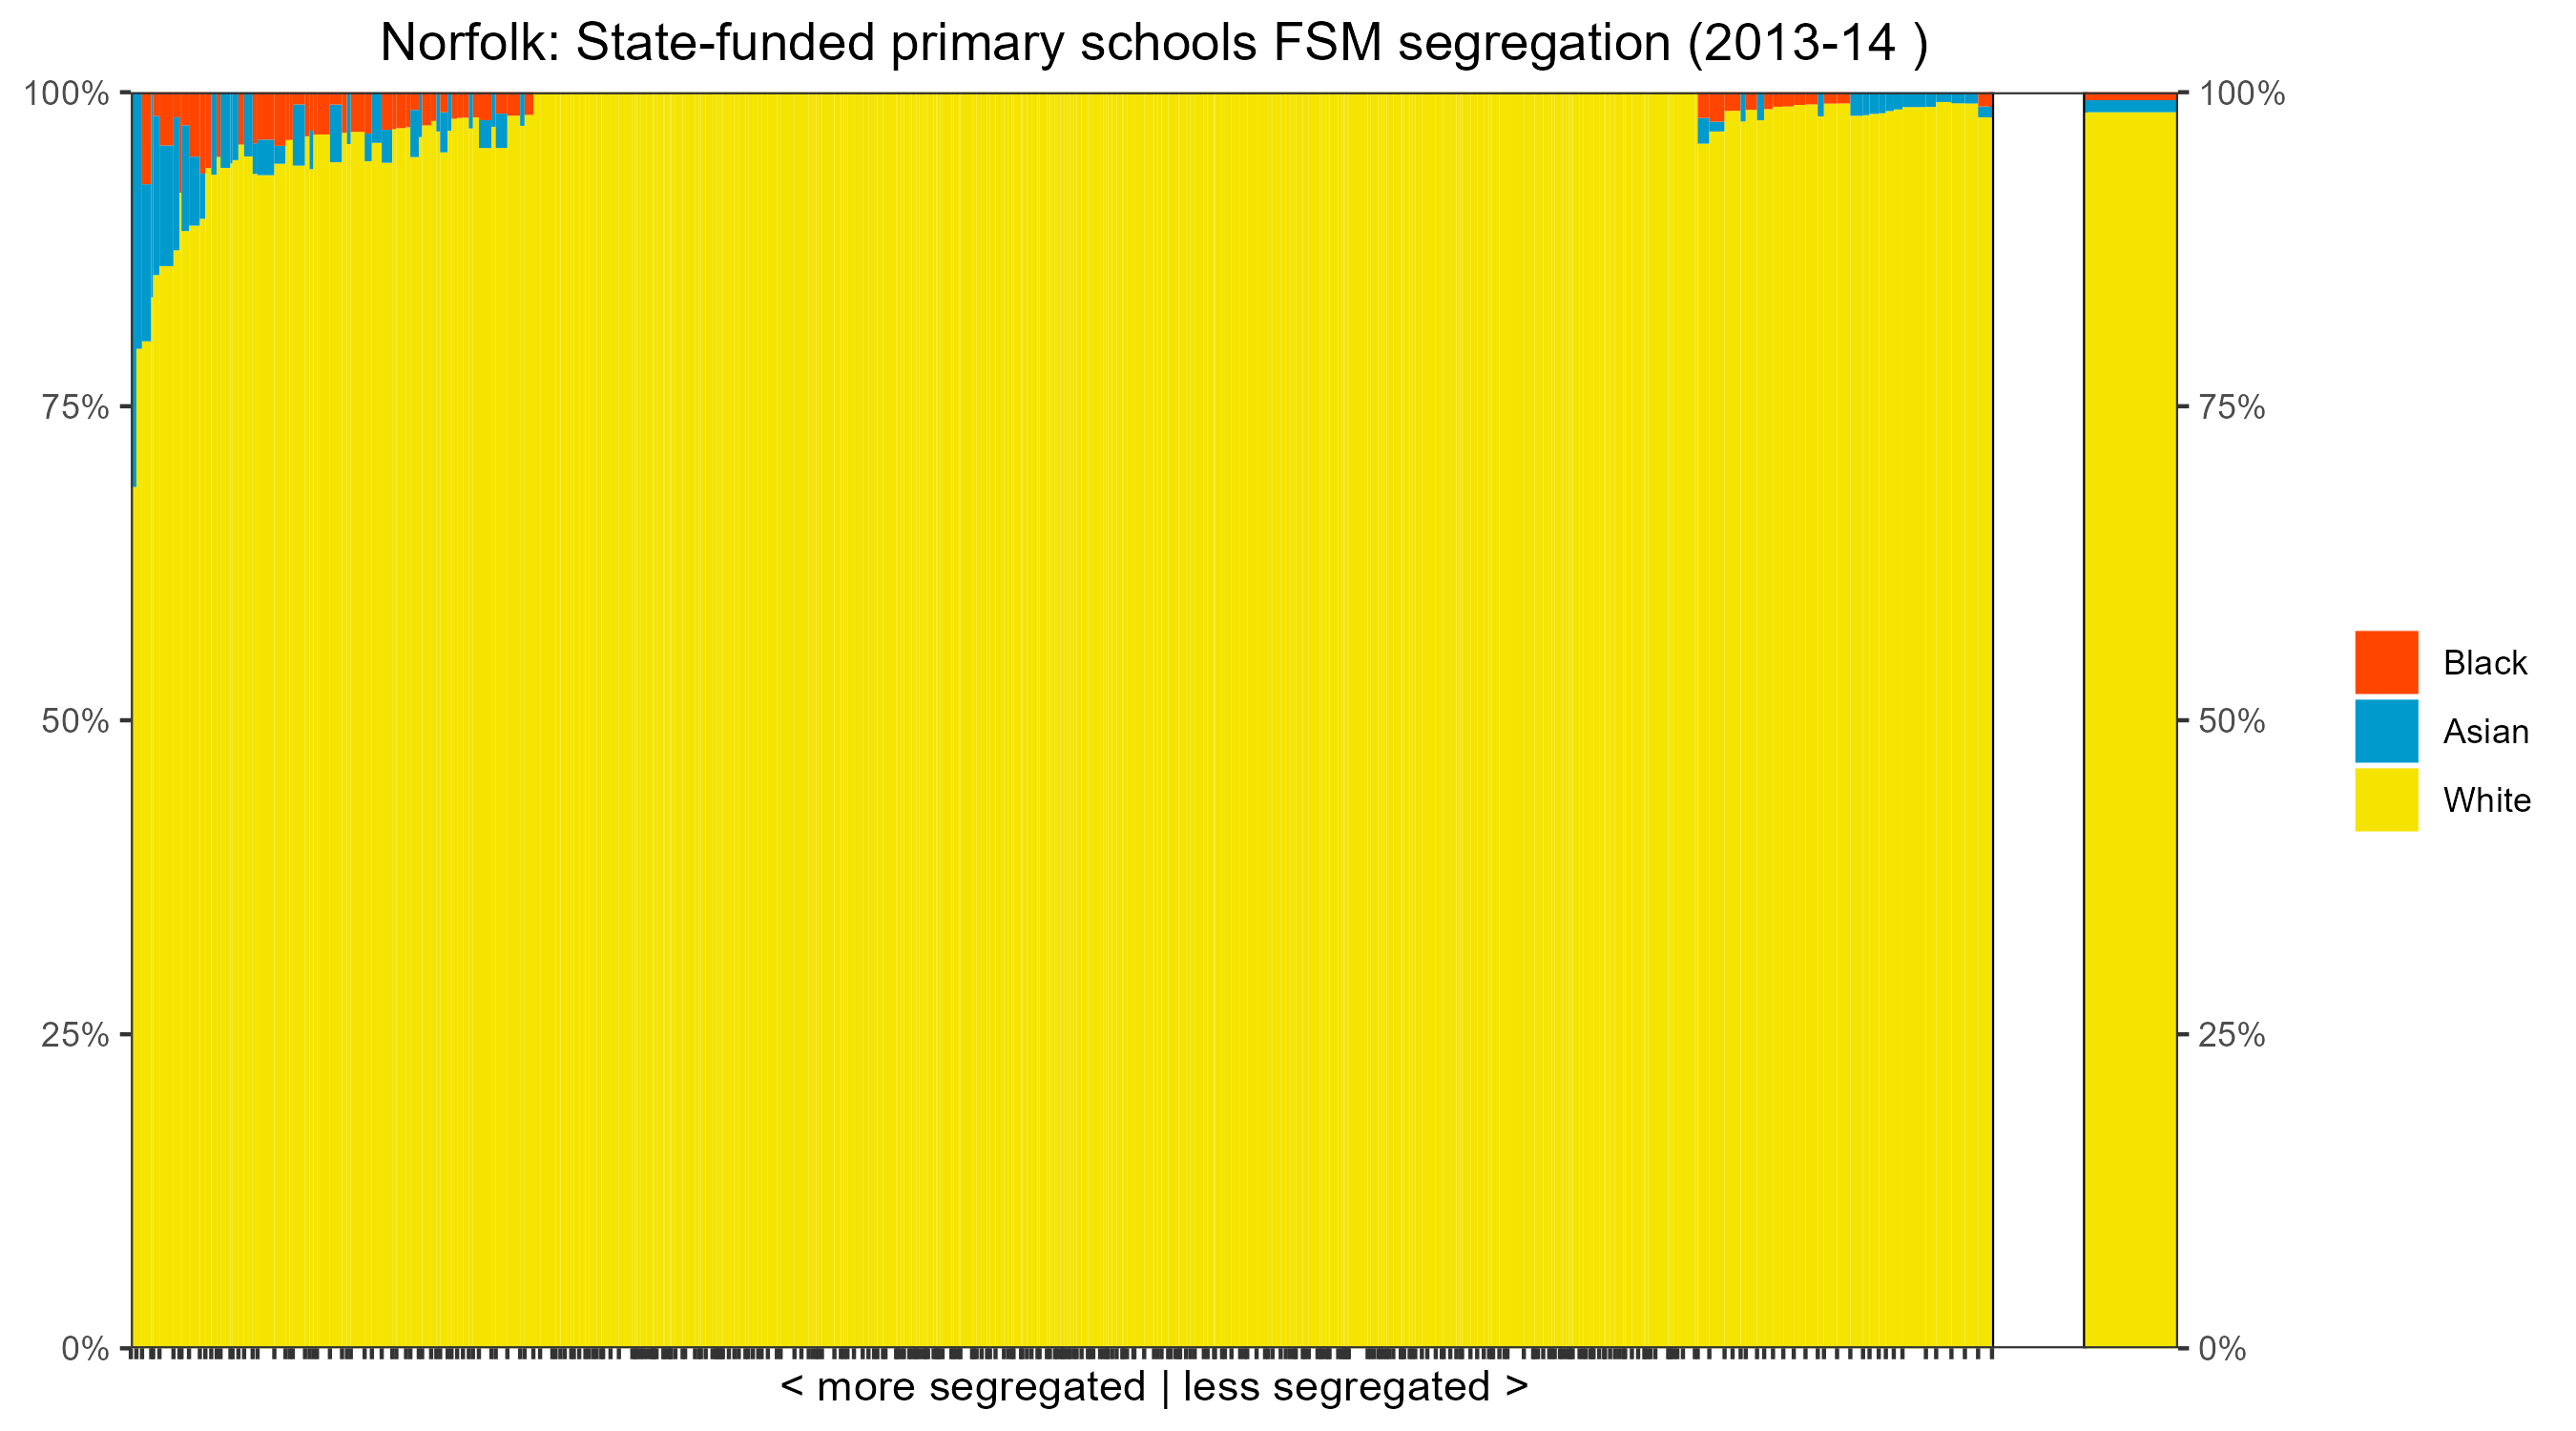 Norfolk: State-funded primary schools FSM segregation (2013-14 )
100%
75%
50%
25%
0%
100%
75%
50%
25%
0%
Black
Asian
White
< more segregated | less segregated >